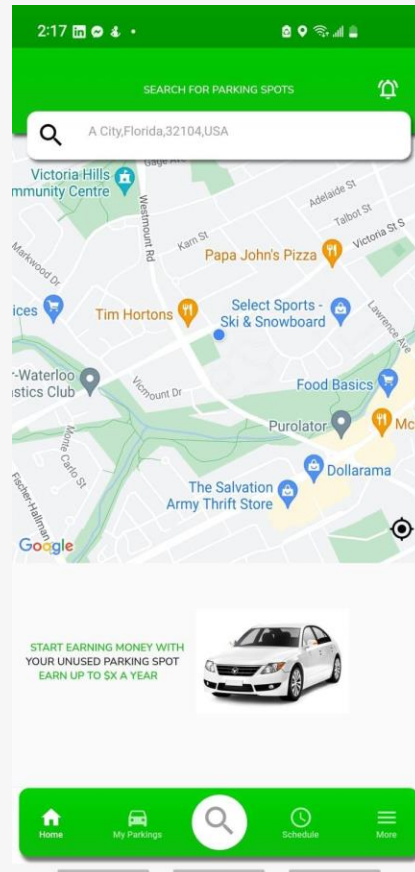 2:17
SEARCH FOR PARKING SPOTS
A City,Florida,32104,USA
Gage Ave
Victoria Hills
mmunity Centre
Westmount Rd
Adelaide St
Talbot St
Victoria St S
Karn St
Markwood Dr
Papa John's Pizza
ices
Tim Hortons
Select Sports -
Ski & Snowboard
Lawrence Ave
r-Waterloo
astics Club
Vicmount Dr
Food Basics
Purolator
Mc
Monte Carlo St
Dollarama
Fischer-Hallman
The Salvation
Army Thrift Store
Google
START EARNING MONEY WITH
YOUR UNUSED PARKING SPOT
EARN UP TO $X A YEAR
Home
My Parkings
Schedule
More